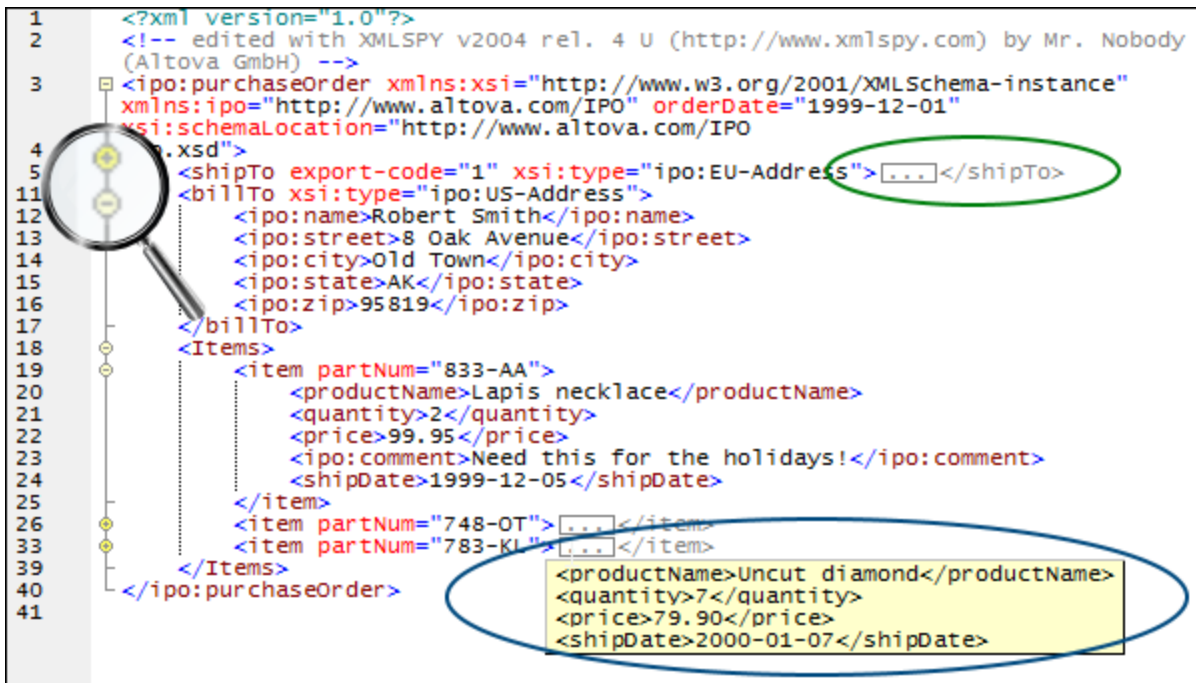 1 <?xml version="1.0"?>
2 <!-- edited with XMLSPY v2004 rel. 4 U (http://www.xmlspy.com) by Mr. Nobody
(Altova GmbH) -->
3 <ipo:purchaseOrder xmlns:xsi="http://www.w3.org/2001/XMLSchema-instance"
xmlns:ipo="http://www.altova.com/IPO" orderDate="1999-12-01"
xsi:schemaLocation="http://www.altova.com/IPO
4 .xsd">
5 <shipTo export-code="1" xsi:type="ipo:EU-Address">...</shipTo>
11 <billTo xsi:type="ipo:US-Address">
12 <ipo:name>Robert Smith</ipo:name>
13 <ipo:street>8 Oak Avenue</ipo:street>
14 <ipo:city>Old Town</ipo:city>
15 <ipo:state>AK</ipo:state>
16 <ipo:zip>95819</ipo:zip>
17 </billTo>
18 <Items>
19 <item partNum="833-AA">
20 <productName>Lapis necklace</productName>
21 <quantity>2</quantity>
22 <price>99.95</price>
23 <ipo:comment>Need this for the holidays!</ipo:comment>
24 <shipDate>1999-12-05</shipDate>
25 </item>
26 <item partNum="748-OT">...</item>
33 <item partNum="783-KL">...</item>
39 </Items>
40 </ipo:purchaseOrder>
41
<productName>Uncut diamond</productName>
<quantity>7</quantity>
<price>79.90</price>
<shipDate>2000-01-07</shipDate>